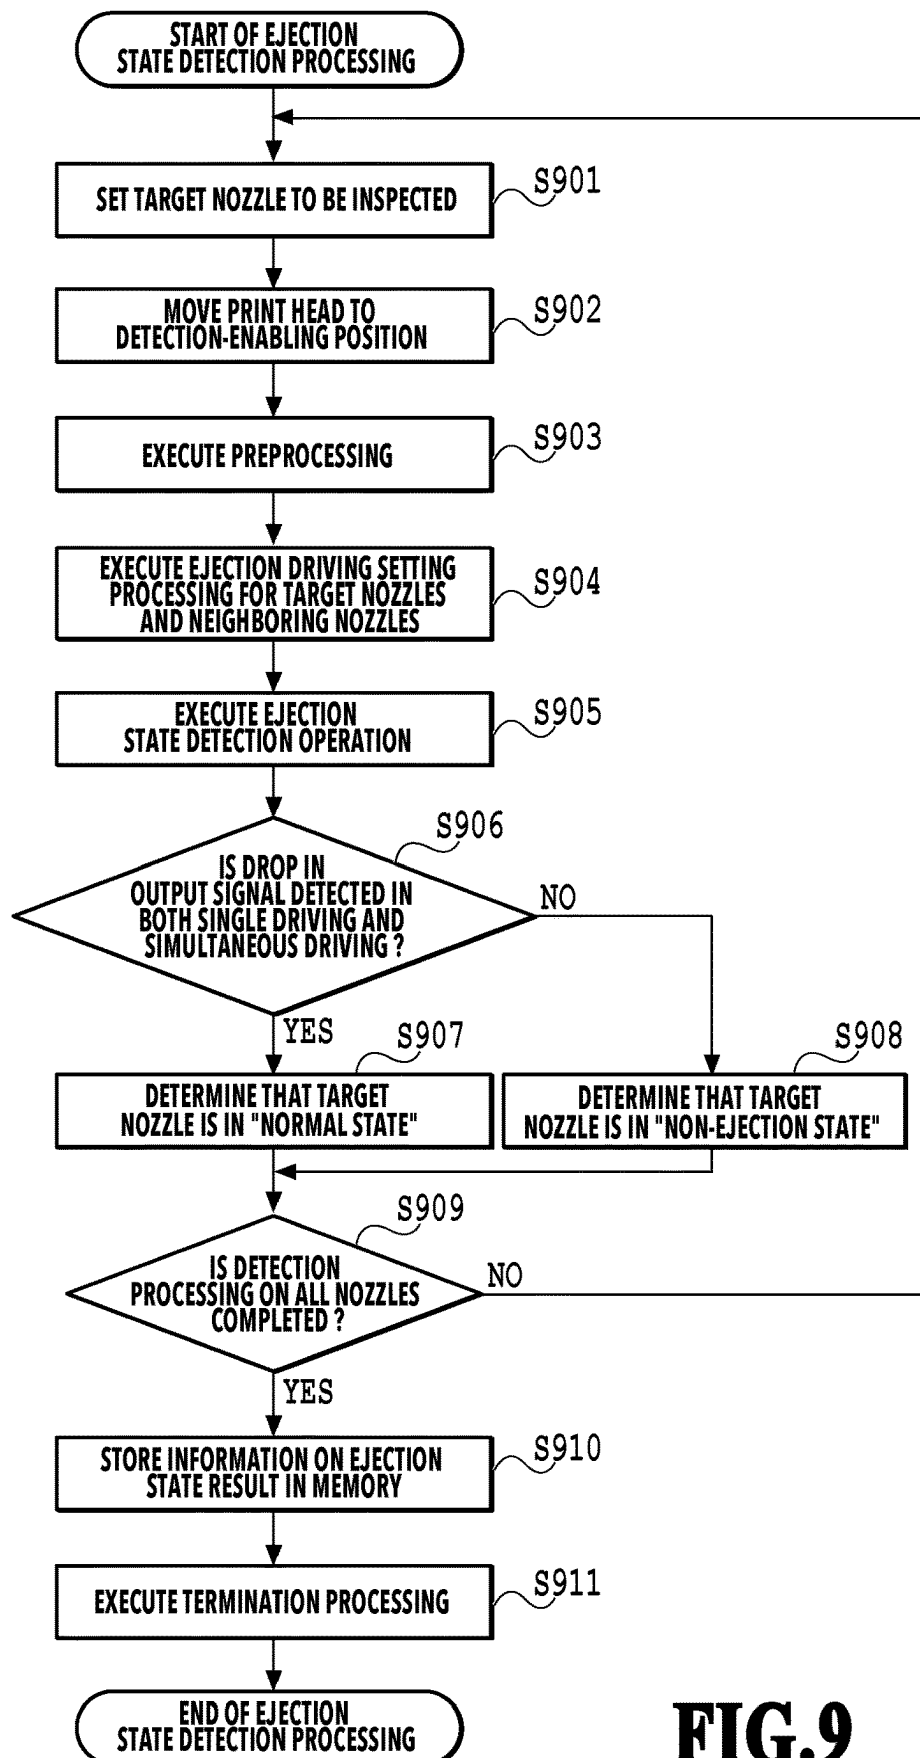 START OF EJECTION
STATE DETECTION PROCESSING
SET TARGET NOZZLE TO BE INSPECTED
S901
MOVE PRINT HEAD TO
DETECTION-ENABLING POSITION
S902
EXECUTE PREPROCESSING
S903
EXECUTE EJECTION DRIVING SETTING
PROCESSING FOR TARGET NOZZLES
AND NEIGHBORING NOZZLES
S904
EXECUTE EJECTION
STATE DETECTION OPERATION
S905
S906
IS DROP IN
OUTPUT SIGNAL DETECTED IN
BOTH SINGLE DRIVING AND
SIMULTANEOUS DRIVING ?
NO
YES
S907
DETERMINE THAT TARGET
NOZZLE IS IN "NORMAL STATE"
S908
DETERMINE THAT TARGET
NOZZLE IS IN "NON-EJECTION STATE"
S909
IS DETECTION
PROCESSING ON ALL NOZZLES
COMPLETED ?
NO
YES
STORE INFORMATION ON EJECTION
STATE RESULT IN MEMORY
S910
EXECUTE TERMINATION PROCESSING
S911
END OF EJECTION
STATE DETECTION PROCESSING
FIG.9